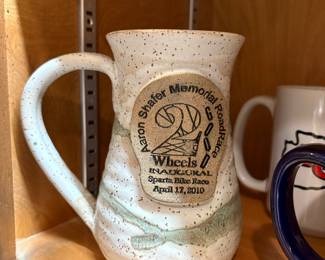 Aaron Shafer Memorial RoadRace
2
Wheels
INAUGURAL
Sparta Bike Race
April 17, 2010